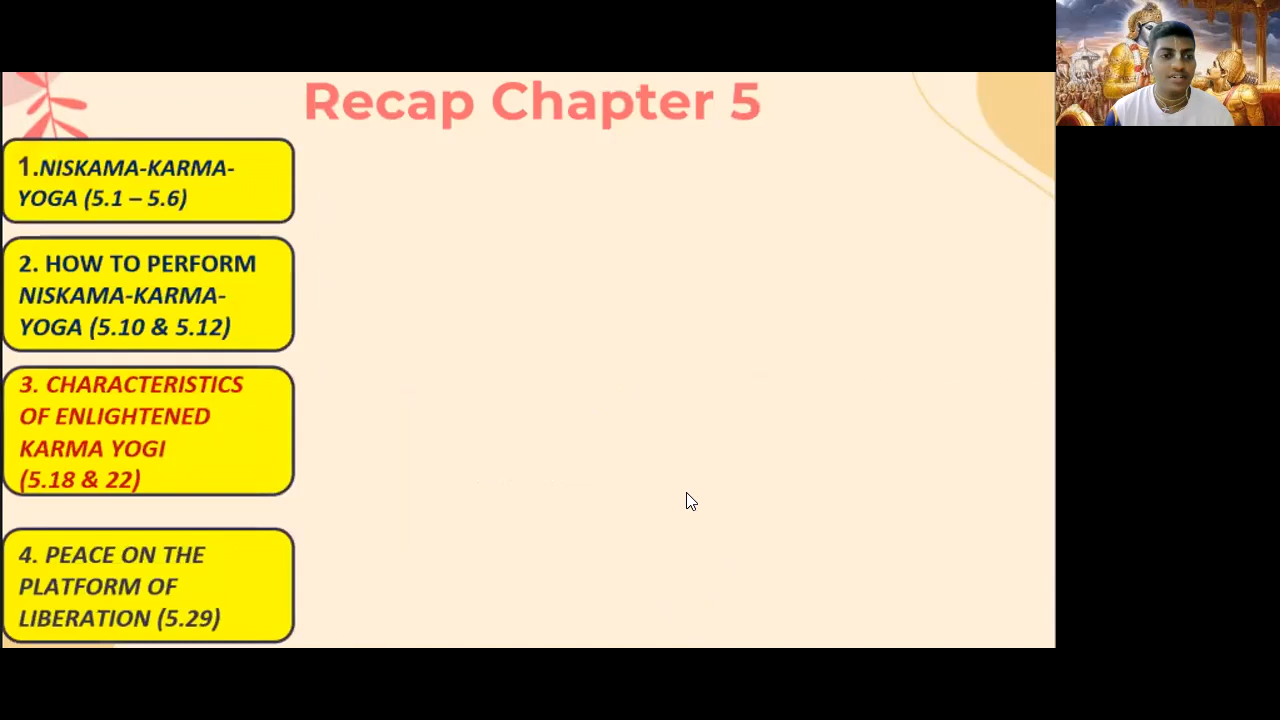 Recap Chapter 5
1.NISKAMA-KARMA-
YOGA (5.1 – 5.6)
2. HOW TO PERFORM
NISKAMA-KARMA-
YOGA (5.10 & 5.12)
3. CHARACTERISTICS
OF ENLIGHTENED
KARMA YOGI
(5.18 & 22)
4. PEACE ON THE
PLATFORM OF
LIBERATION (5.29)